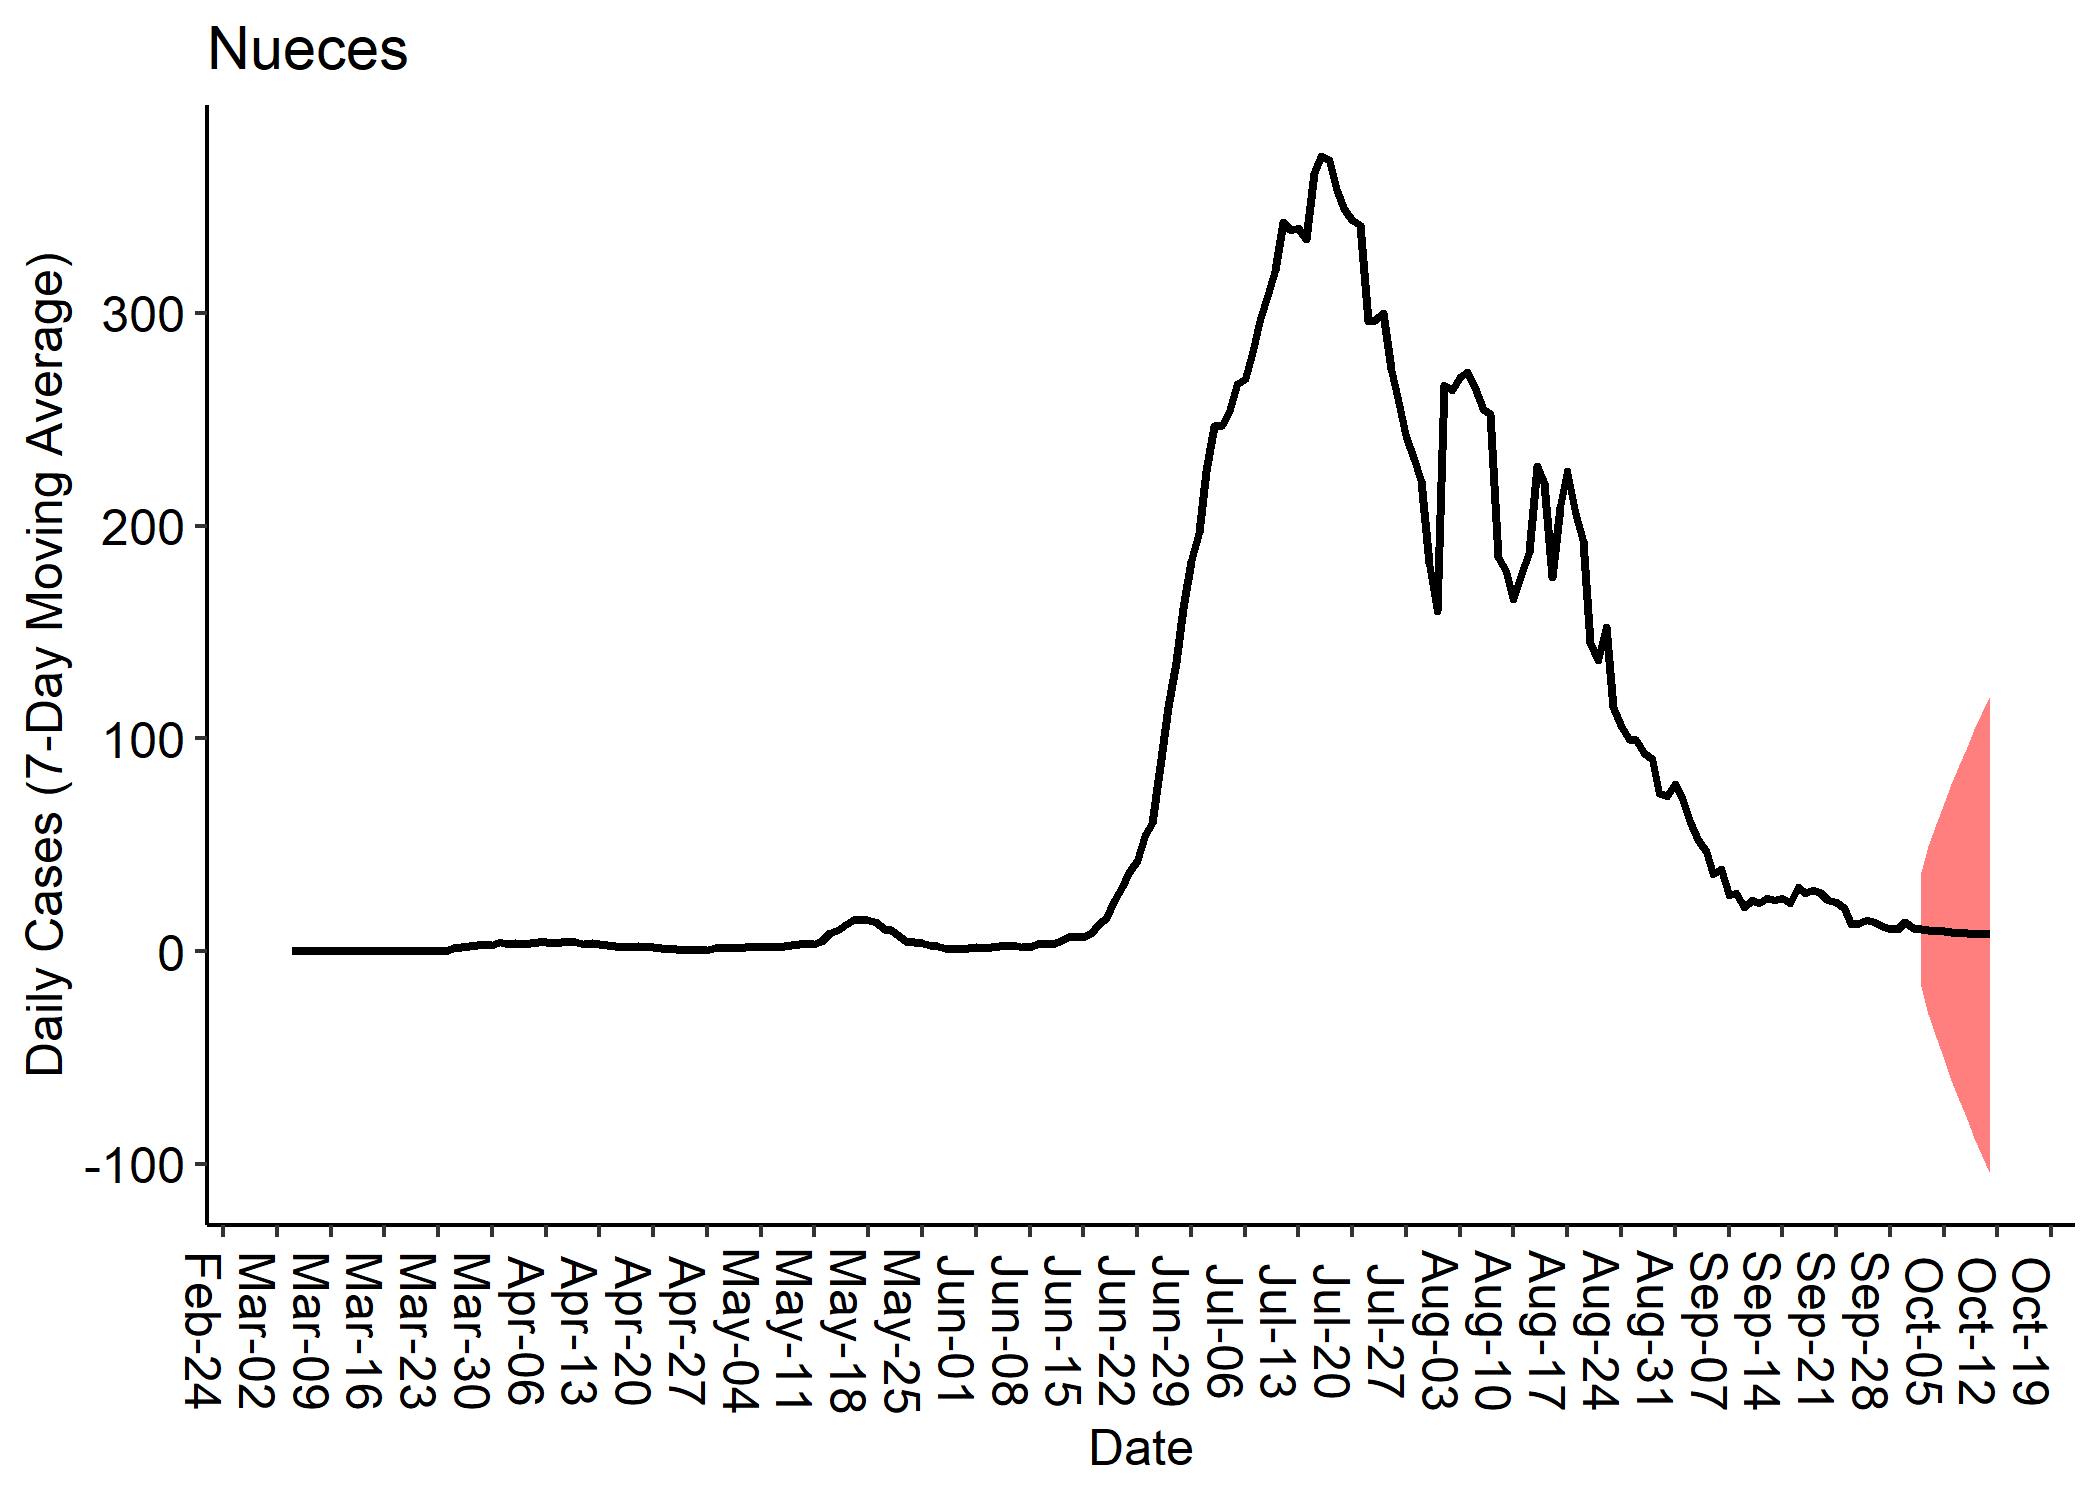 Nueces
Daily Cases (7-Day Moving Average)
300
200
100
0
-100
Feb-24
Mar-02
Mar-09
Mar-16
Mar-23
Mar-30
Apr-06
Apr-13
Apr-20
Apr-27
May-04
May-11
May-18
May-25
Jun-01
Jun-08
Jun-15
Jun-22
Jun-29
Jul-06
Jul-13
Jul-20
Jul-27
Aug-03
Aug-10
Aug-17
Aug-24
Aug-31
Sep-07
Sep-14
Sep-21
Sep-28
Oct-05
Oct-12
Oct-19
Date